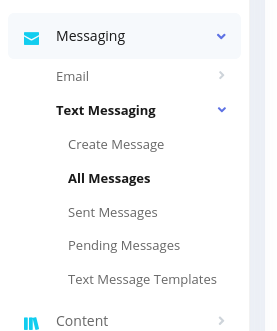 Messaging
Email
Text Messaging
Create Message
All Messages
Sent Messages
Pending Messages
Text Message Templates
Content